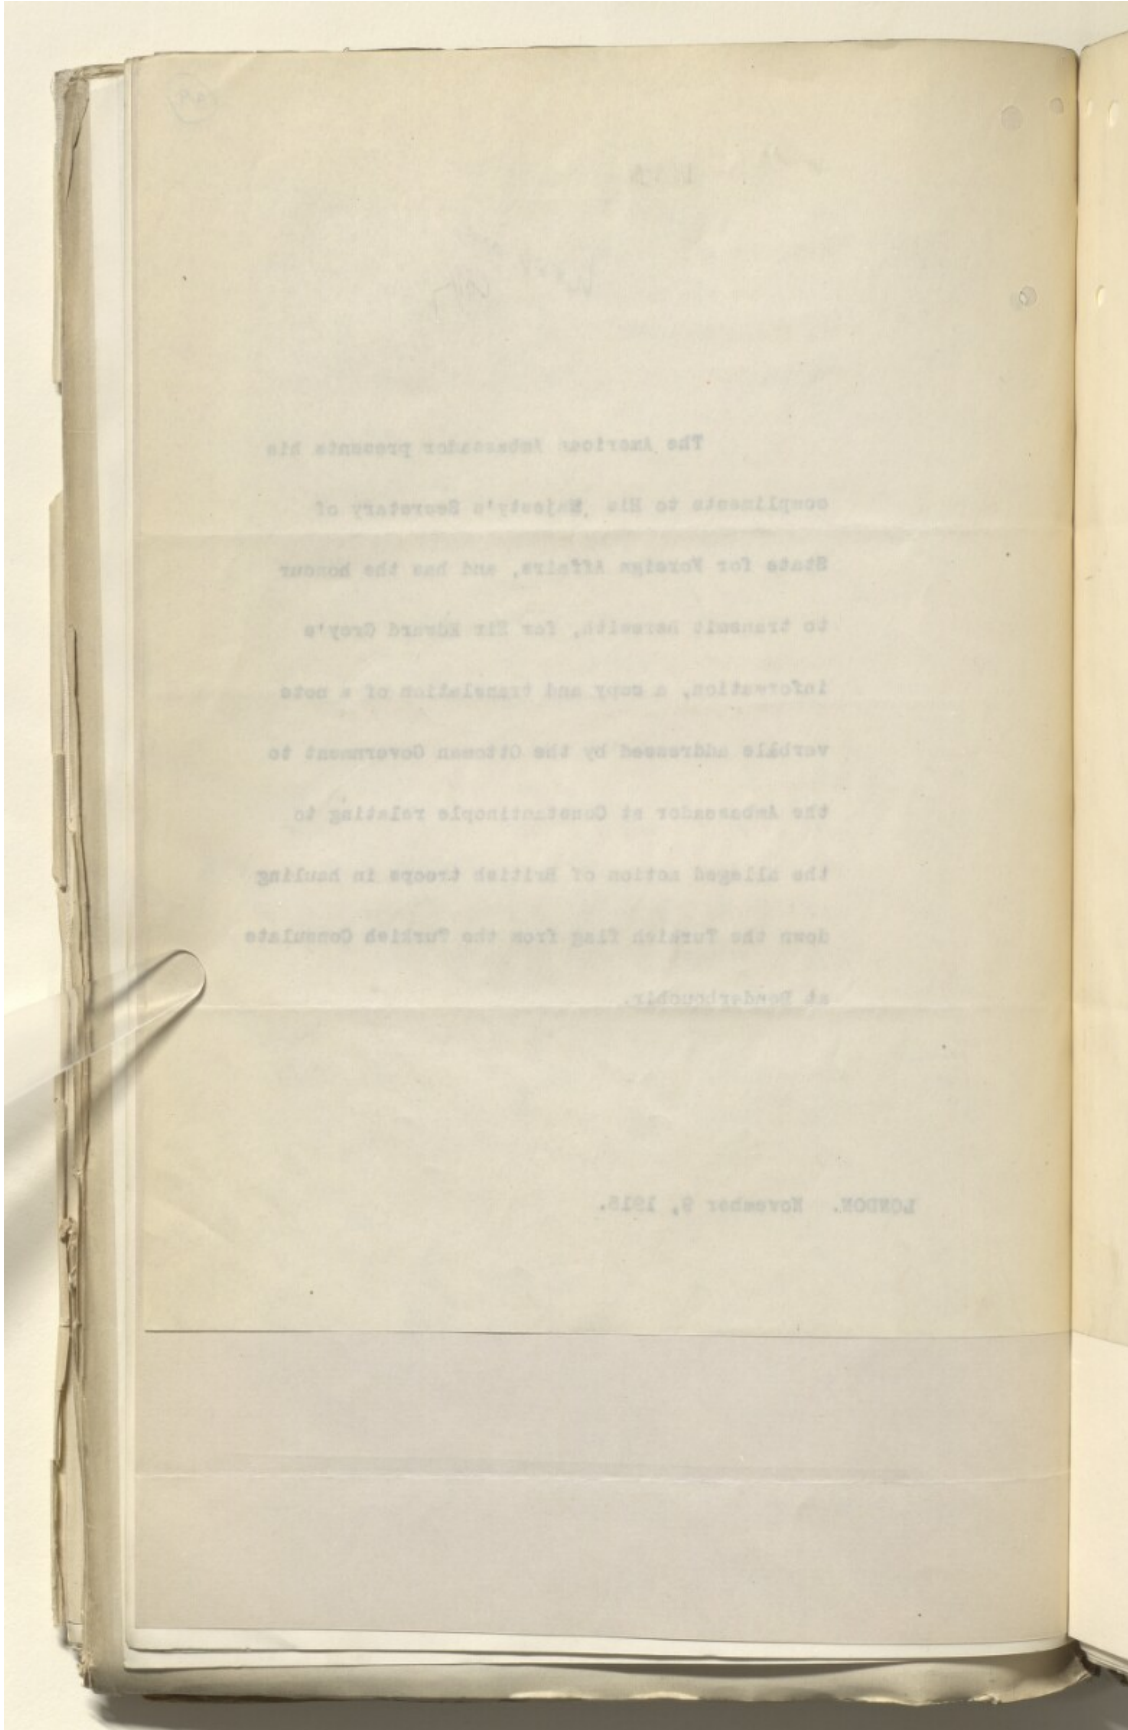 The American Ambassador presents his
compliments to His Majesty's Secretary of
State for Foreign Affairs, and has the honour
to transmit herewith, for Sir Edward Grey's
information, a copy and translation of a note
verbale addressed by the Ottoman Government to
the Ambassador at Constantinople relating to
the alleged action of British troops in hauling
down the Turkish flag from the Turkish Consulate
at Benderbouchir.
LONDON. November 9, 1915.